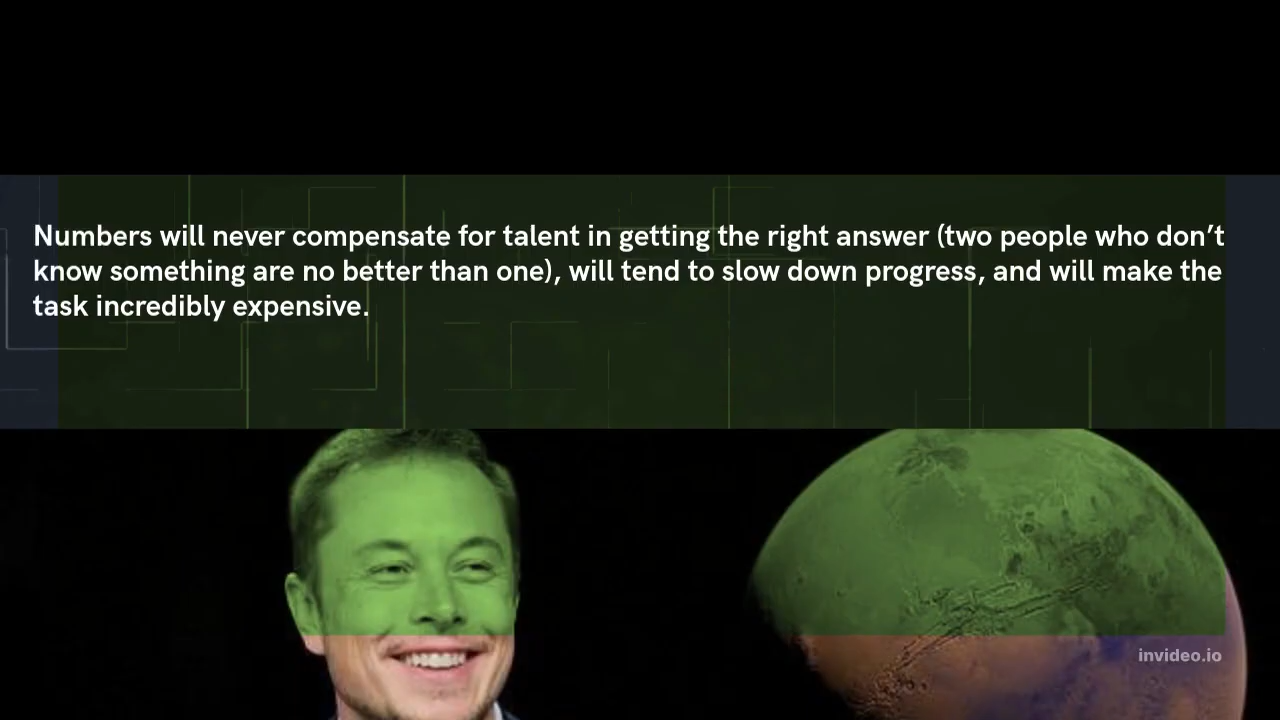 Numbers will never compensate for talent in getting the right answer (two people who don’t
know something are no better than one), will tend to slow down progress, and will make the
task incredibly expensive.
invideo.io